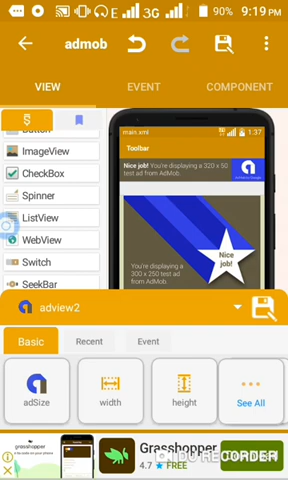 E 3G 90% 9:19 PM
admob
VIEW EVENT COMPONENT
main.xml 1:37
Toolbar
Nice job! You're displaying a 320 x 50
test ad from AdMob.
ImageView
CheckBox
Spinner
ListView
WebView
Switch
SeekBar
Nice
job!
You're displaying a
300 x 250 test ad
from AdMob.
adview2
Basic Recent Event
adSize width height See All
Grasshopper
4.7 ★ FREE
DU RECORDER